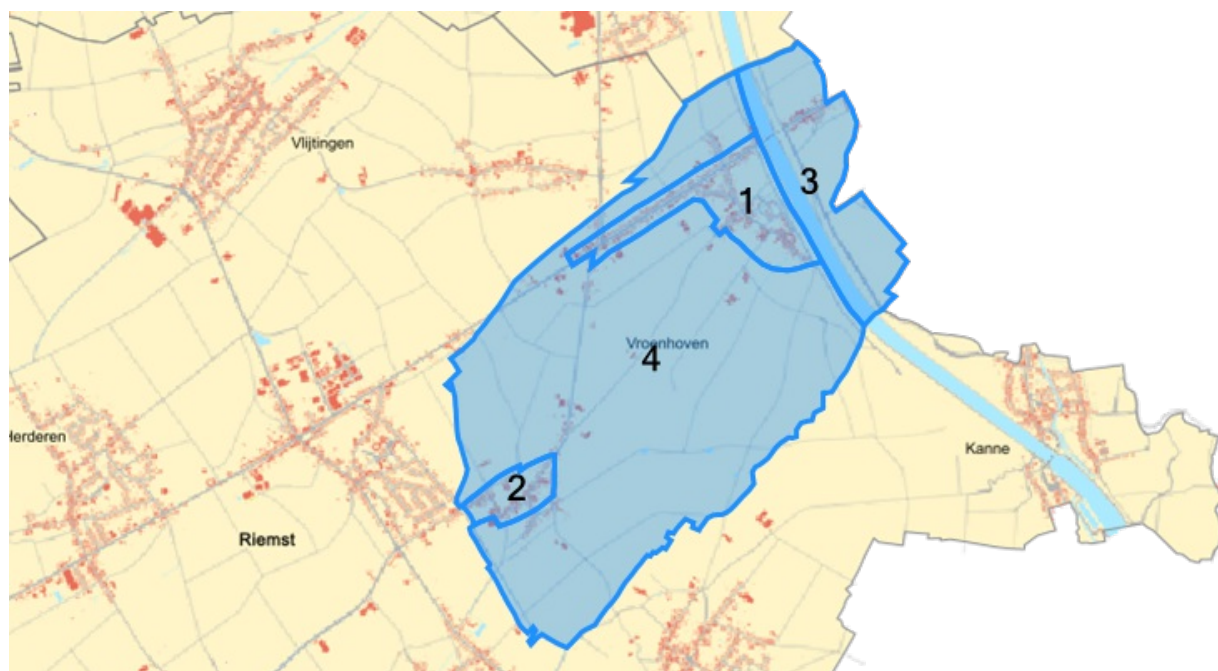 Vlijtingen
3
1
Vroenhoven
4
Herderen
Kanne
2
Riemst